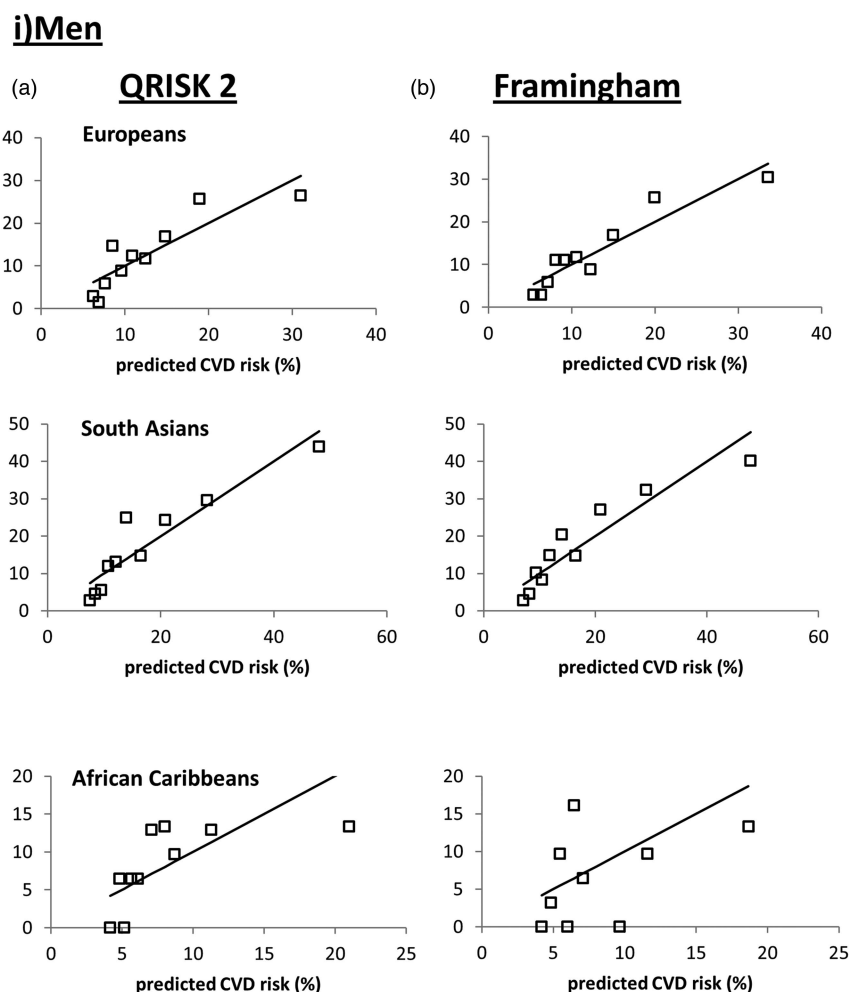 i)Men
(a) QRISK 2 (b) Framingham
Europeans
40 40
30 30
20 20
10 10
0 0
0 10 20 30 40 0 10 20 30 40
predicted CVD risk (%) predicted CVD risk (%)
South Asians
50 50
40 40
30 30
20 20
10 10
0 0
0 20 40 60 0 20 40 60
predicted CVD risk (%) predicted CVD risk (%)
African Caribbeans
20 20
15 15
10 10
5 5
0 0
0 5 10 15 20 25 0 5 10 15 20 25
predicted CVD risk (%) predicted CVD risk (%)